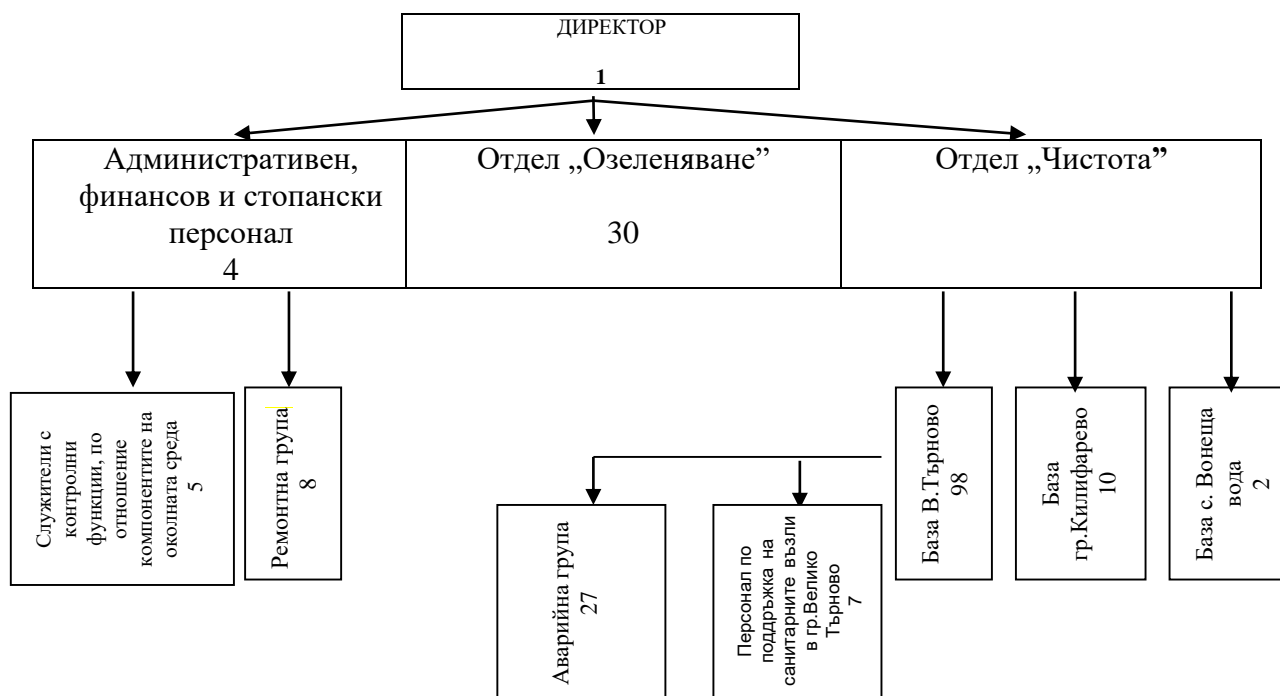 ДИРЕКТОР
1
Административен,
финансов и стопански
персонал
4
Отдел „Озеленяване”
30
Отдел „Чистота”
Служители с
контролни
функции, по
отношение
компонентите на
околната среда
5
Ремонтна група
8
Аварийна група
27
Персонал по
поддръжка на
санитарните възли
в гр.Велико
Търново
7
База В.Търново
98
База
гр.Килифарево
10
База с. Вонеща
вода
2